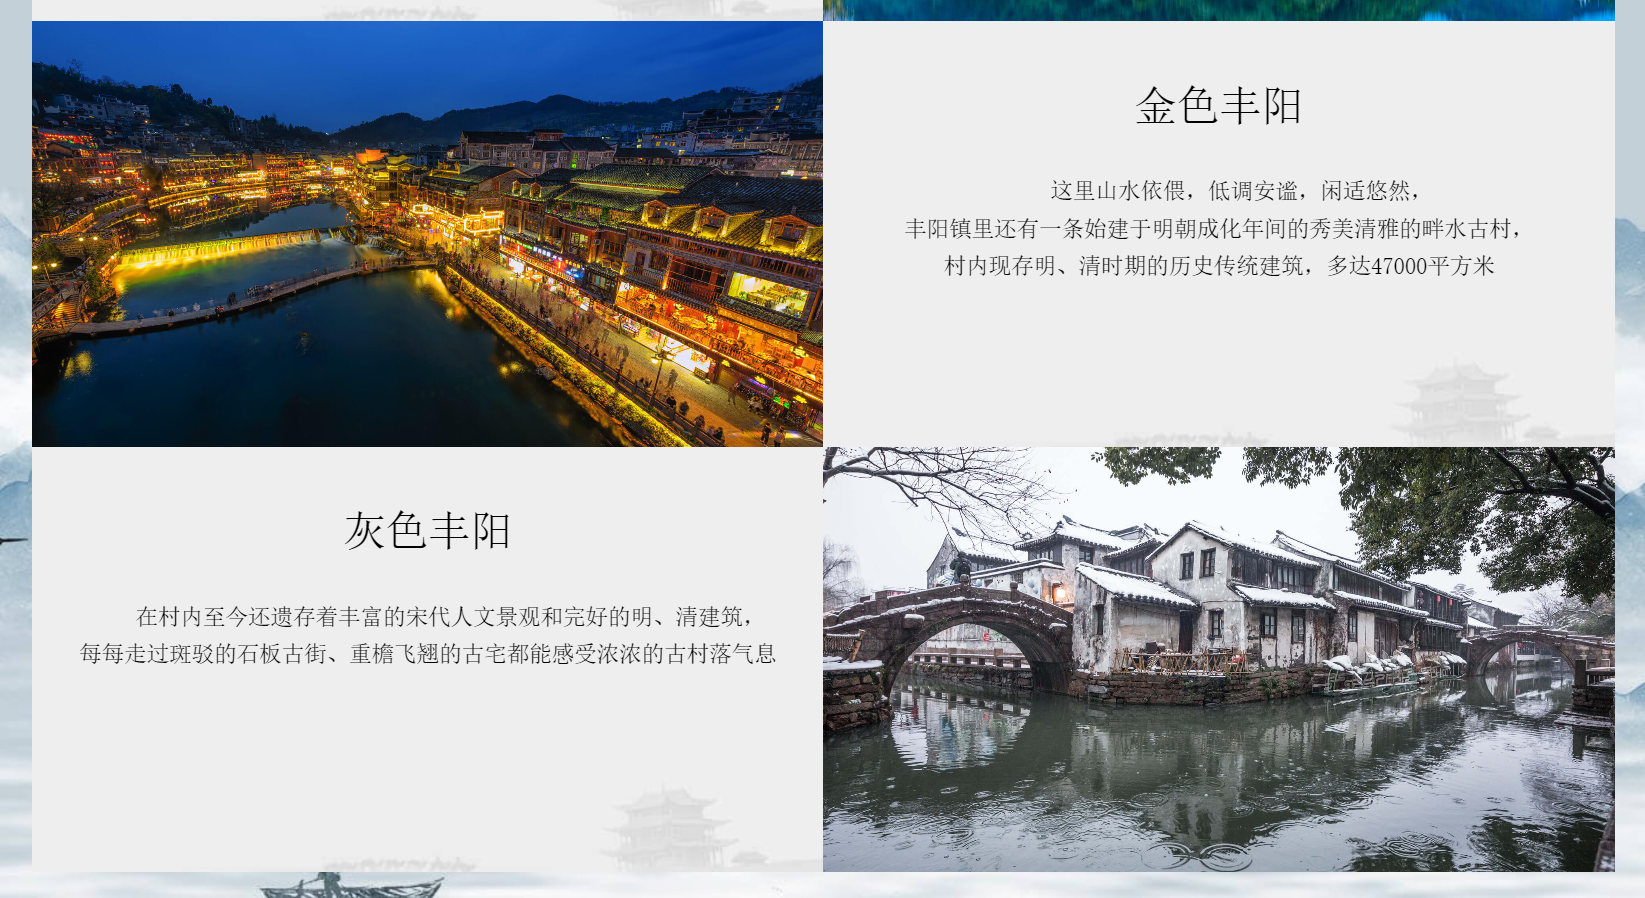 金色丰阳
这里山水依偎，低调安谧，闲适悠然，
丰阳镇里还有一条始建于明朝成化年间的秀美清雅的畔水古村，
村内现存明、清时期的历史传统建筑，多达47000平方米
灰色丰阳
在村内至今还遗存着丰富的宋代人文景观和完好的明、清建筑，
每每走过斑驳的石板古街、重檐飞翘的古宅都能感受浓浓的古村落气息